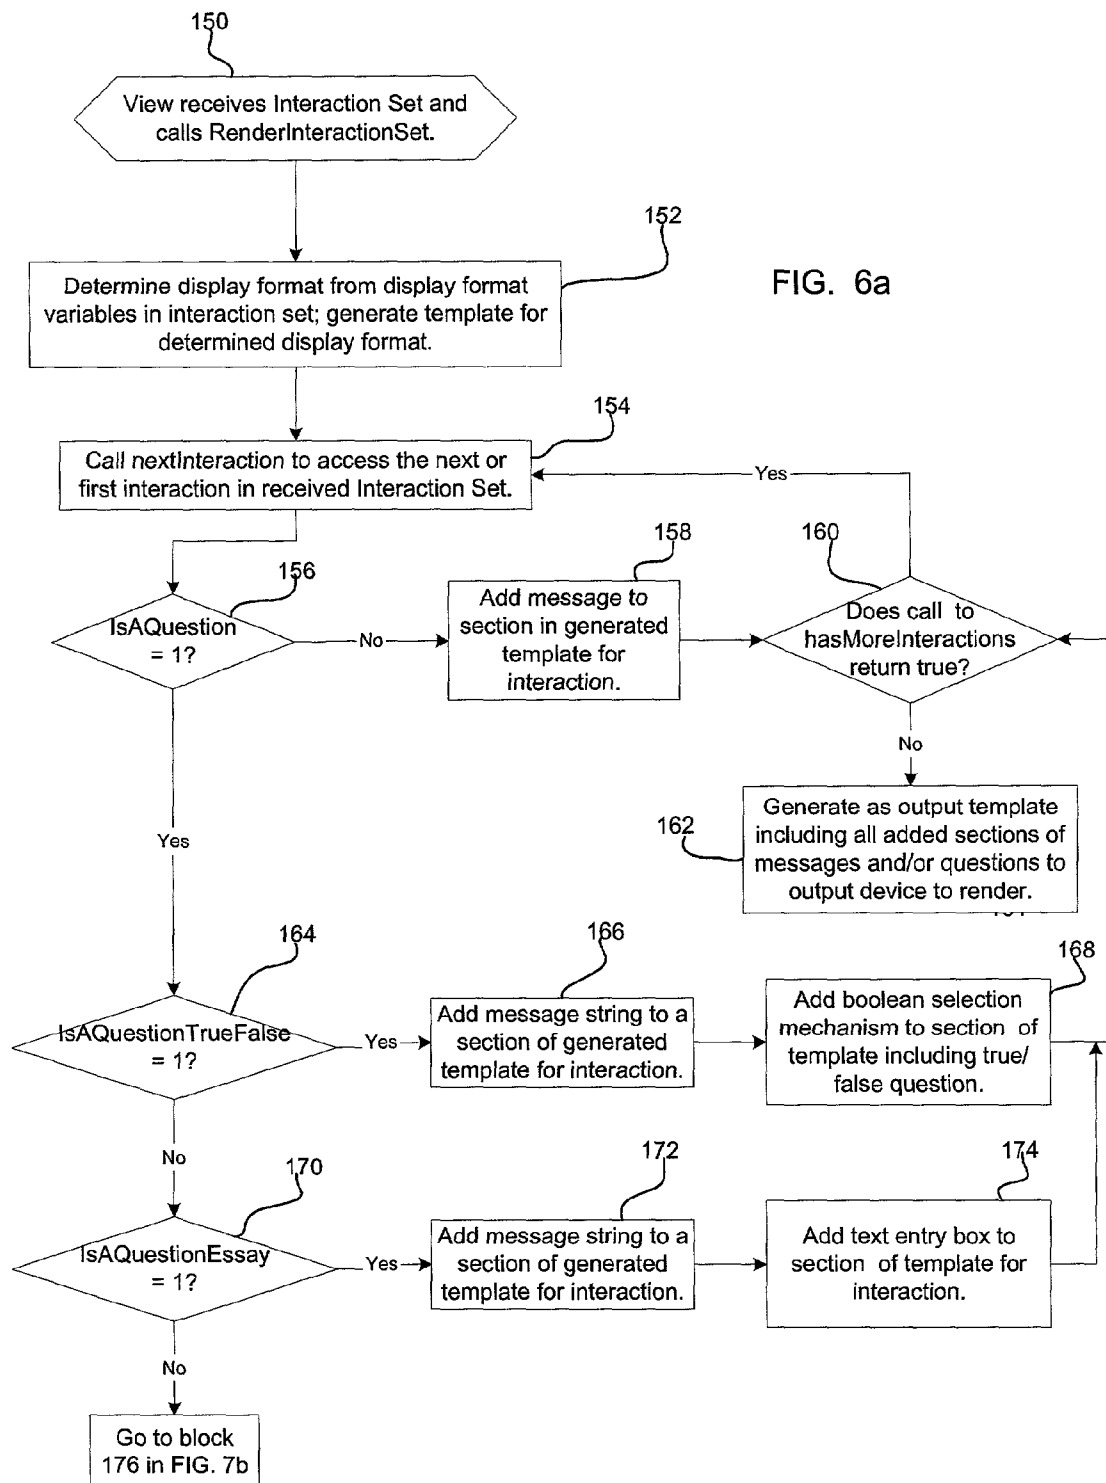 150
View receives Interaction Set and
calls RenderInteractionSet.
152
Determine display format from display format
variables in interaction set; generate template for
determined display format.
FIG. 6a
154
Call nextInteraction to access the next or
first interaction in received Interaction Set.
Yes
156
IsAQuestion
= 1?
No
158
Add message to
section in generated
template for
interaction.
160
Does call to
hasMoreInteractions
return true?
No
162
Generate as output template
including all added sections of
messages and/or questions to
output device to render.
Yes
164
IsAQuestionTrueFalse
= 1?
Yes
166
Add message string to a
section of generated
template for interaction.
168
Add boolean selection
mechanism to section of
template including true/
false question.
No
170
IsAQuestionEssay
= 1?
Yes
172
Add message string to a
section of generated
template for interaction.
174
Add text entry box to
section of template for
interaction.
No
Go to block
176 in FIG. 7b